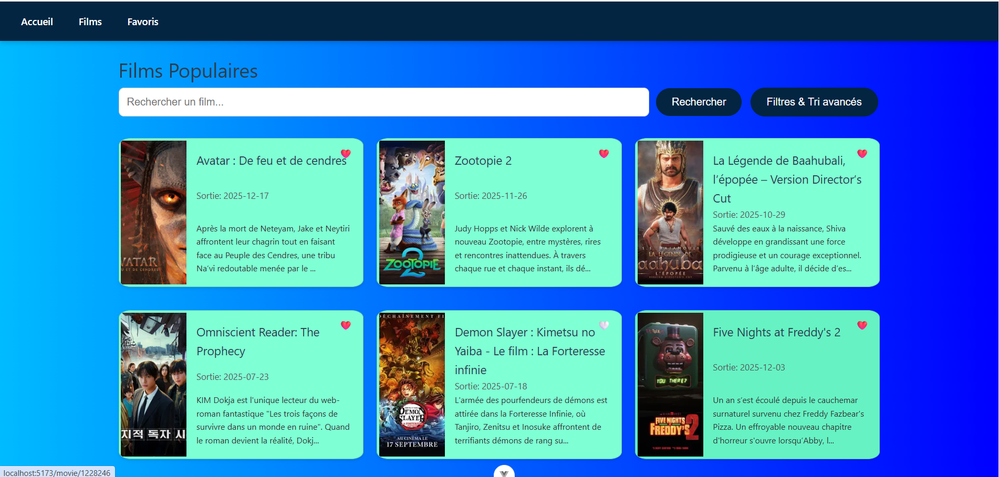 Accueil Films Favoris
Films Populaires
Rechercher un film...
Rechercher
Filtres & Tri avancés
Avatar : De feu et de cendres
Sortie: 2025-12-17
Après la mort de Neteyam, Jake et Neytiri
affrontent leur chagrin tout en faisant
face au Peuple des Cendres, une tribu
Na’vi redoutable menée par le ...
VATAR
U ET DE CENDRES
Zootopie 2
Sortie: 2025-11-26
Judy Hopps et Nick Wilde explorent à
nouveau Zootopie, entre mystères, rires
et rencontres inattendues. À travers
chaque rue et chaque instant, ils dé...
ZOOTOPIE
2
La Légende de Baahubali,
l’épopée – Version Director’s
Cut
Sortie: 2025-10-29
Sauvé des eaux à la naissance, Shiva
développe en grandissant une force
prodigieuse et un courage exceptionnel.
Parvenu à l’âge adulte, il décide d’es...
S.S. RAJAMOULI
LA LÉGENDE DE
aahuba
L'ÉPOPÉE
VERSION DIRECTOR'S CUT
Omniscient Reader: The
Prophecy
Sortie: 2025-07-23
KIM Dokja est l'unique lecteur du web-
roman fantastique "Les trois façons de
survivre dans un monde en ruine". Quand
le roman devient la réalité, Dokj...
지적 독자 시
Demon Slayer : Kimetsu no
Yaiba - Le film : La Forteresse
infinie
Sortie: 2025-07-18
L'armée des pourfendeurs de démons est
attirée dans la Forteresse Infinie, où
Tanjiro, Zenitsu et Inosuke affrontent de
terrifiants démons de rang su...
DÉCHAÎNEMENT FI
DEMON
SLAYER
AU CINÉMA LE
17 SEPTEMBRE
Five Nights at Freddy's 2
Sortie: 2025-12-03
Un an s’est écoulé depuis le cauchemar
surnaturel survenu chez Freddy Fazbear's
Pizza. Un effroyable nouveau chapitre
d'horreur s'ouvre lorsqu’Abby, l...
YOU THERE?
FIVE NIGHTS
FREDDY'S
2
localhost:5173/movie/1228246